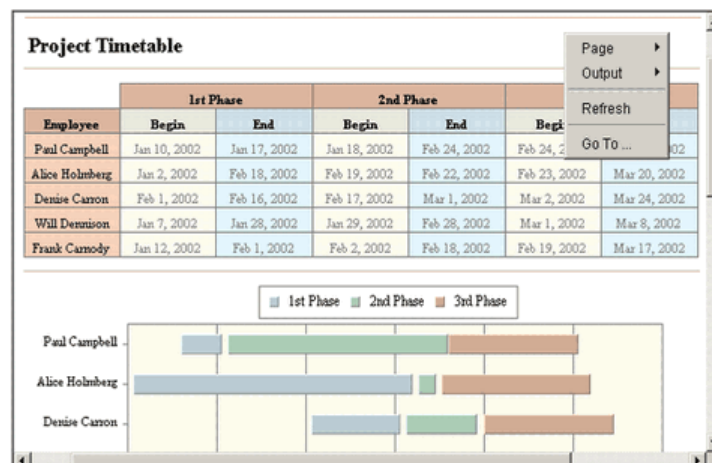 Project Timetable
Page
Output
Refresh
Go To ...
1st Phase 2nd Phase
Employee Begin End Begin End
Paul Campbell Jan 10, 2002 Jan 17, 2002 Jan 18, 2002 Feb 24, 2002 Feb 24,
Alice Holmberg Jan 2, 2002 Feb 18, 2002 Feb 19, 2002 Feb 22, 2002 Feb 23, 2002 Mar 20, 2002
Denise Carron Feb 1, 2002 Feb 16, 2002 Feb 17, 2002 Mar 1, 2002 Mar 2, 2002 Mar 24, 2002
Will Dennison Jan 7, 2002 Jan 28, 2002 Jan 29, 2002 Feb 28, 2002 Mar 1, 2002 Mar 8, 2002
Frank Carnody Jan 12, 2002 Feb 1, 2002 Feb 2, 2002 Feb 18, 2002 Feb 19, 2002 Mar 17, 2002
1st Phase 2nd Phase 3rd Phase
Paul Campbell
Alice Holmberg
Denise Carron